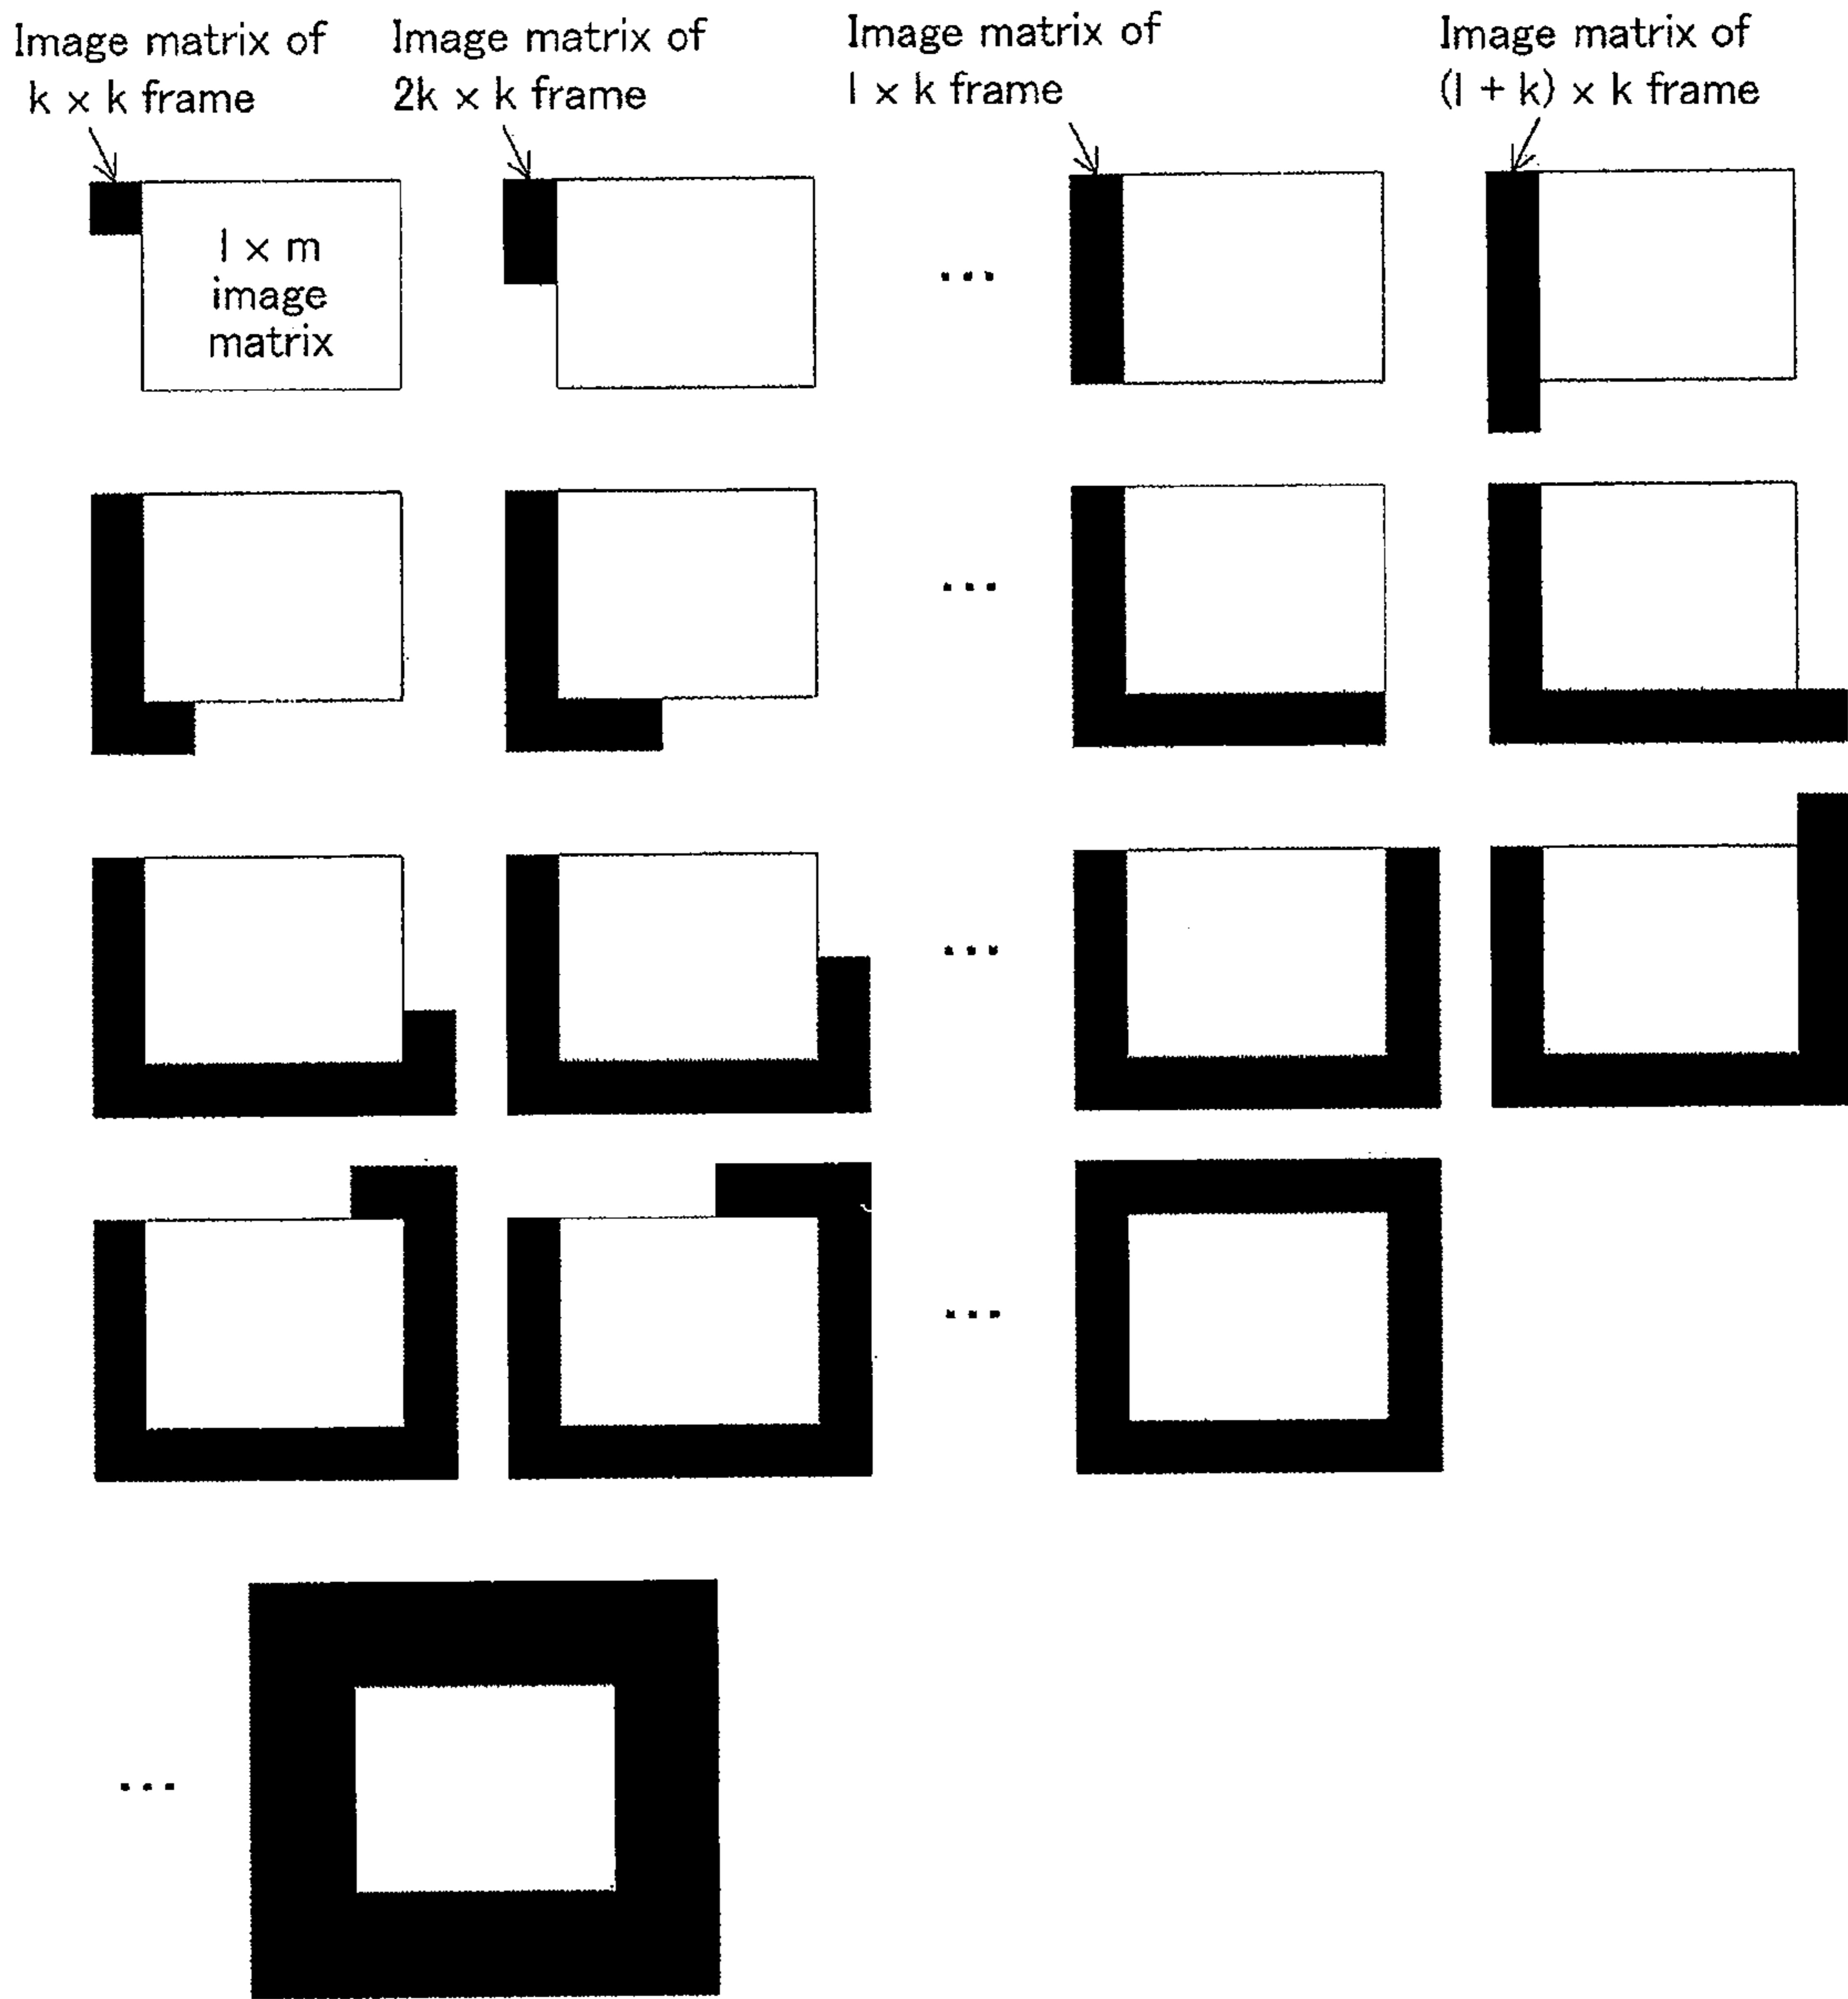 Image matrix of
k × k frame
Image matrix of
2k × k frame
l × k frame
Image matrix of
(l + k) × k frame
Image matrix of
l × m
image
matrix
...
...
...
...
...